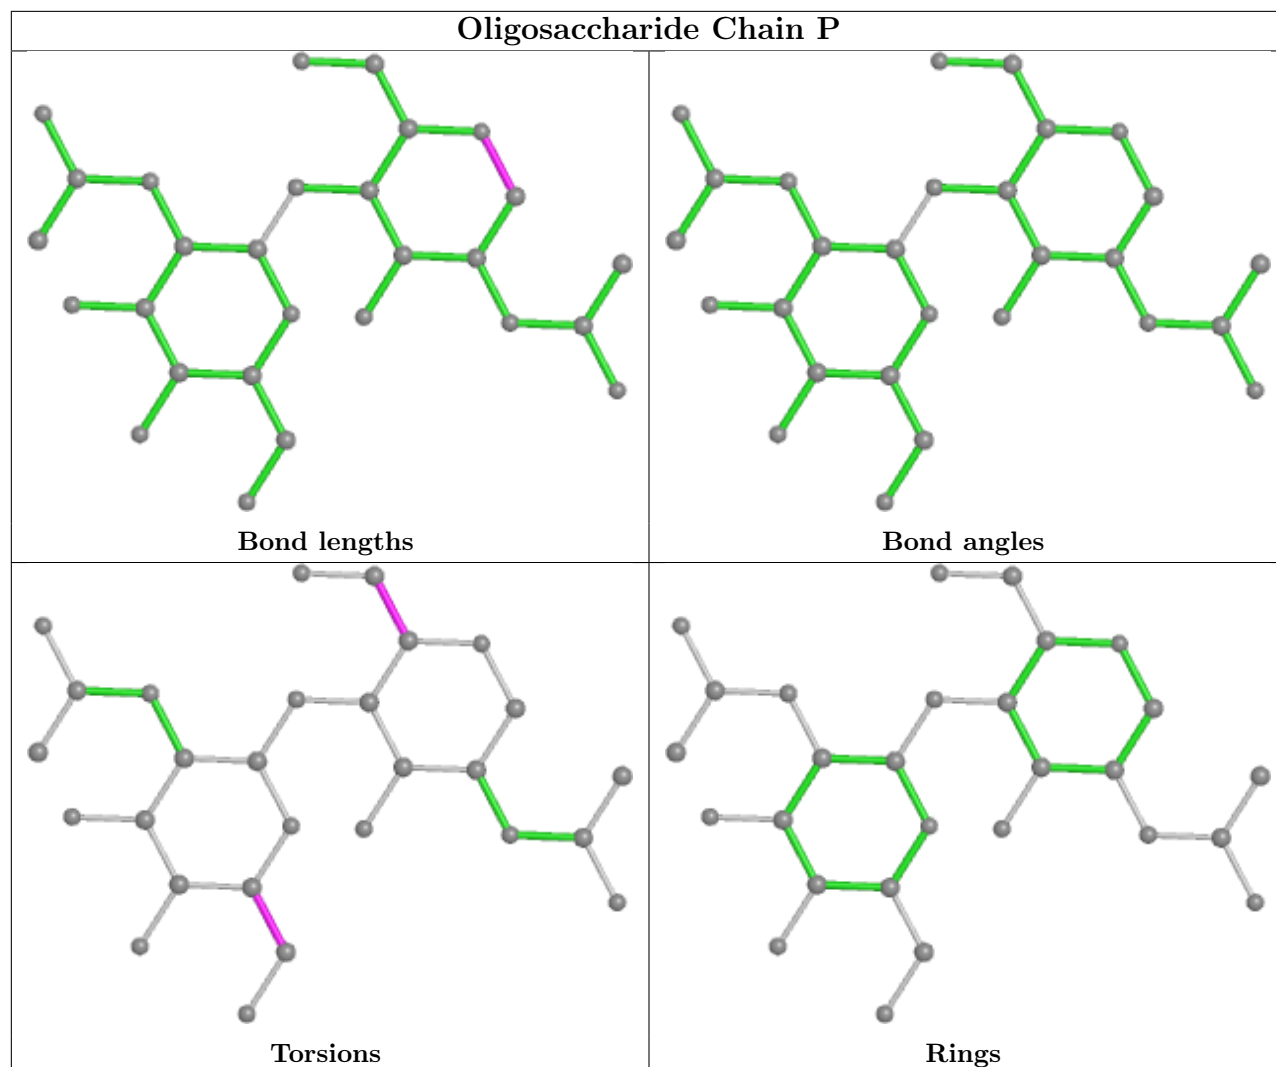 Oligosaccharide Chain P
Bond lengths
Bond angles
Torsions
Rings